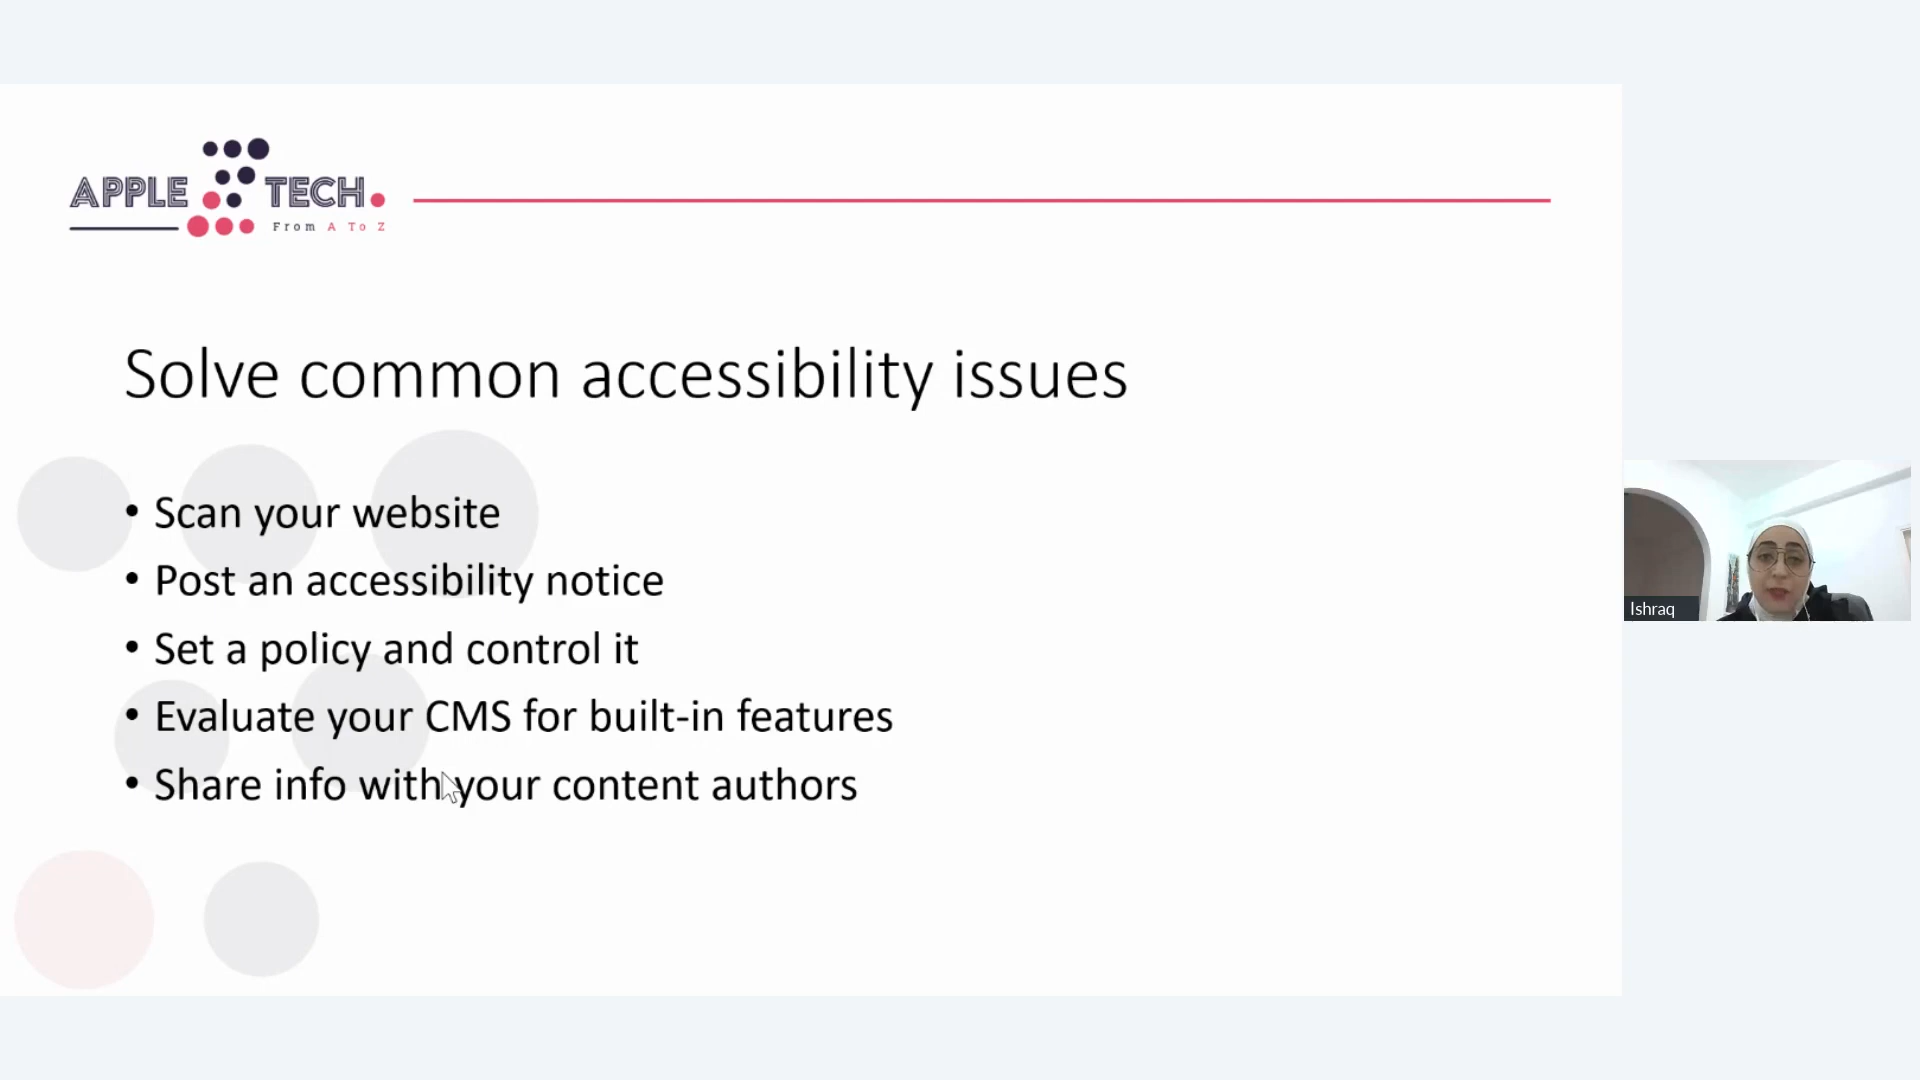 APPLE TECH.
From A To Z
Solve common accessibility issues
• Scan your website
• Post an accessibility notice
• Set a policy and control it
• Evaluate your CMS for built-in features
• Share info with your content authors
Ishraq